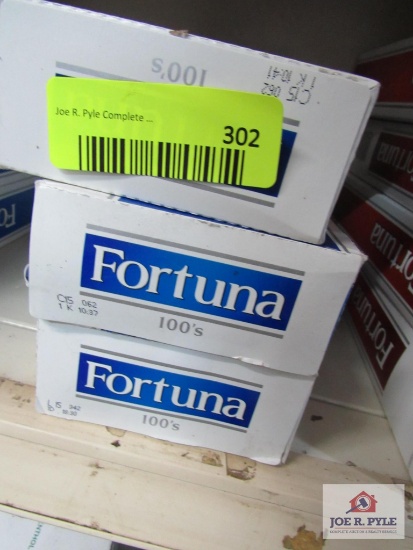 100's
C15 062
1 K 10:41
Joe R. Pyle Complete ...
302
Fortuna
100's
C15 062
1 K 10:37
Fortuna
100's
Fortuna
JOE R. PYLE